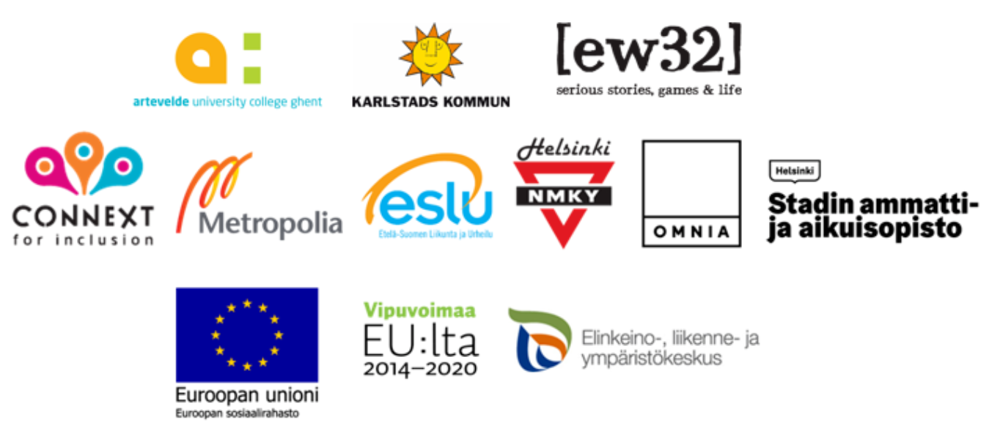 a:
artevelde university college ghent
KARLSTADS KOMMUN
[ew32]
serious stories, games & life
CONNEXT
for inclusion
Metropolia
eslu
Etelä-Suomen Liikunta ja Urheilu
Helsinki
NMKY
OMNIA
Helsinki
Stadin ammatti-
ja aikuisopisto
Euroopan unioni
Euroopan sosiaalirahasto
Vipuvoimaa
EU:lta
2014–2020
Elinkeino-, liikenne- ja
ympäristökeskus